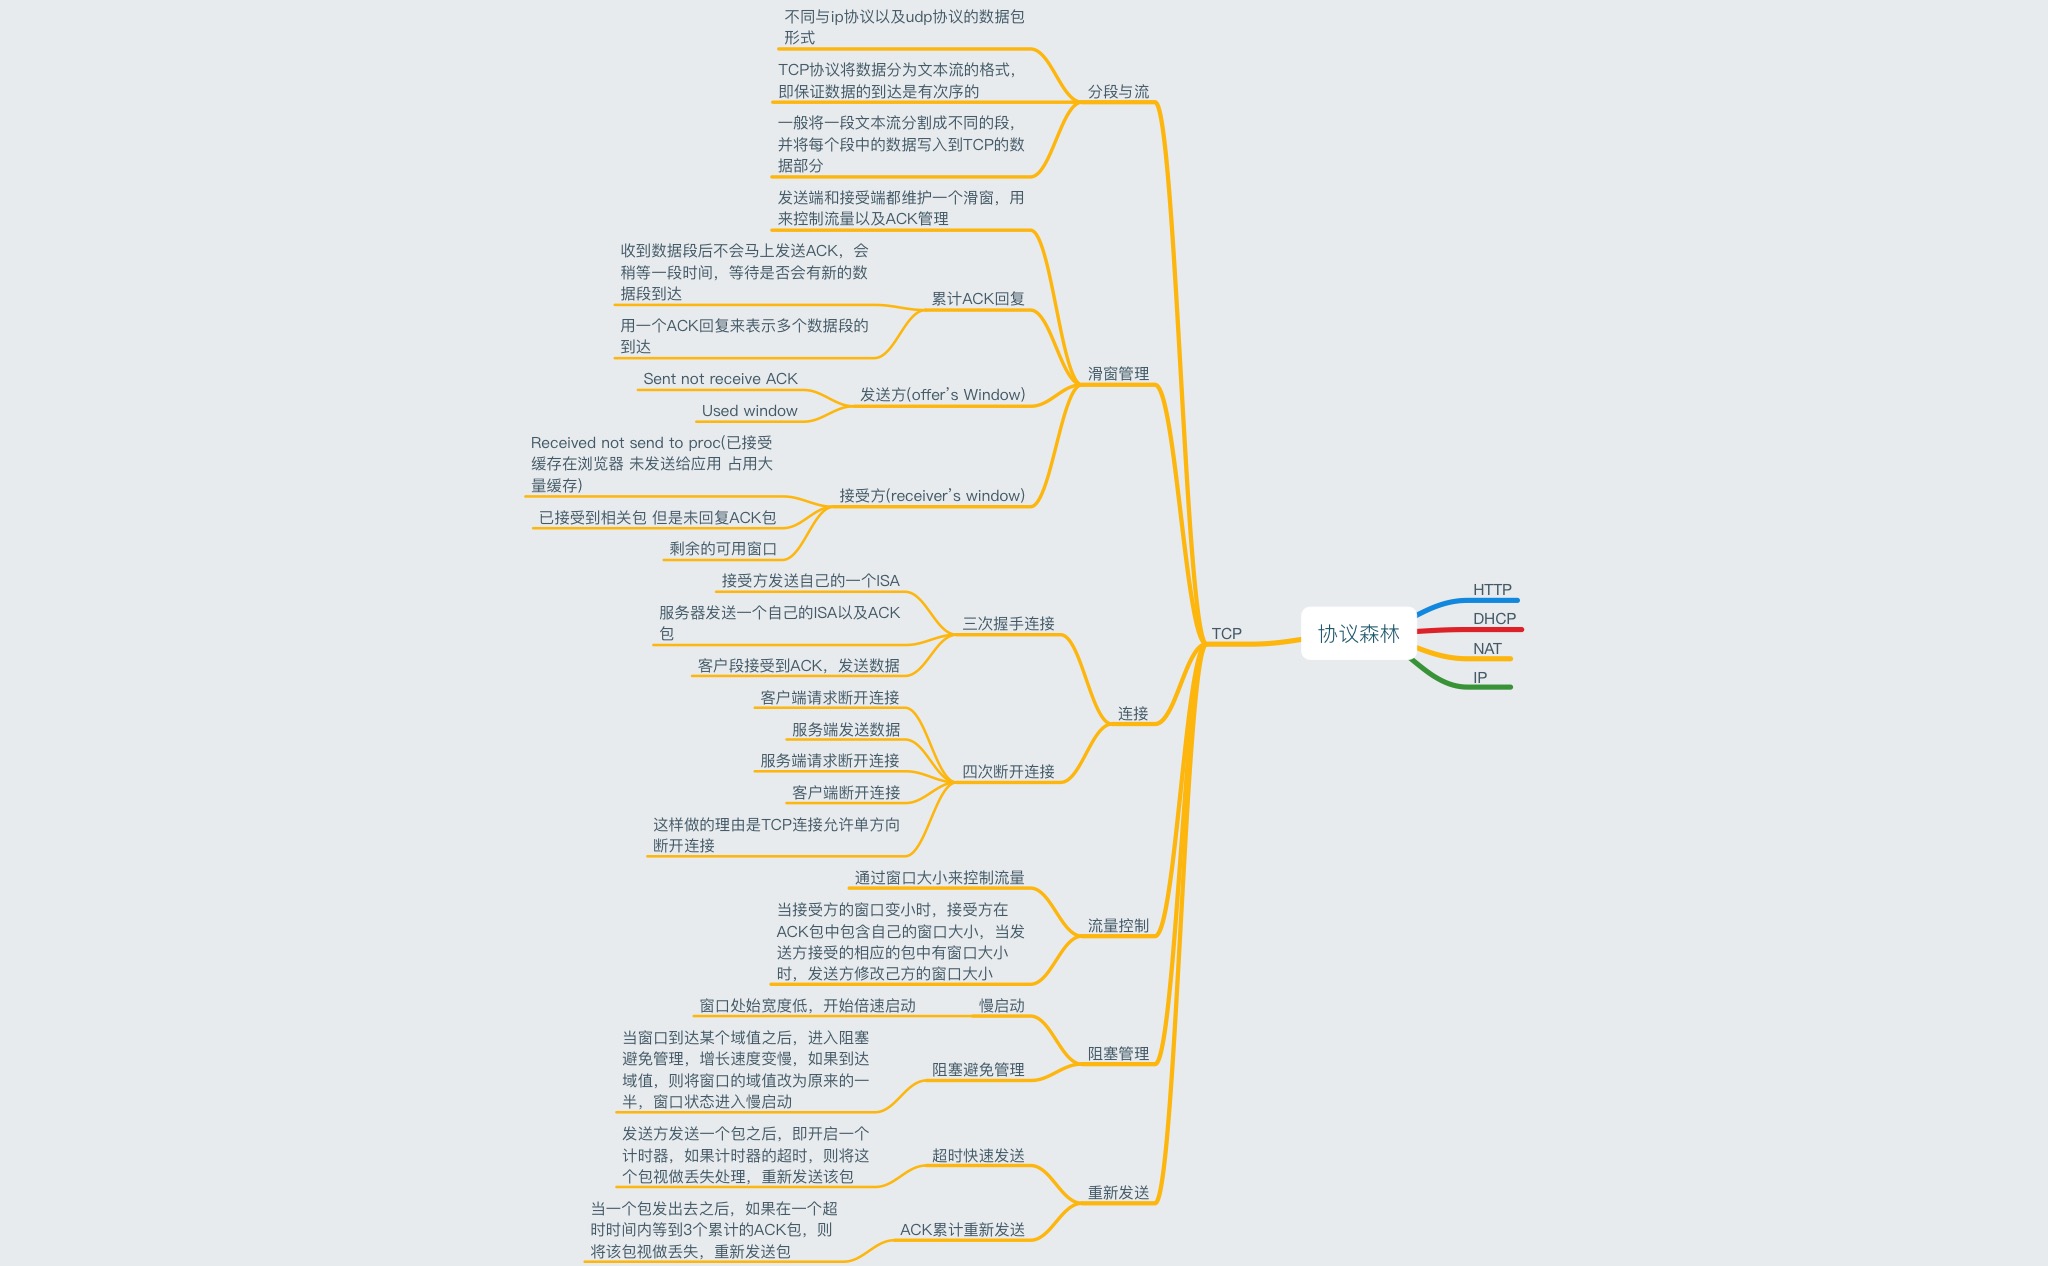 不同与ip协议以及udp协议的数据包
形式
TCP协议将数据分为文本流的格式，
即保证数据的到达是有次序的
一般将一段文本流分割成不同的段，
并将每个段中的数据写入到TCP的数
据部分
分段与流
发送端和接受端都维护一个滑窗，用
来控制流量以及ACK管理
收到数据段后不会马上发送ACK，会
稍等一段时间，等待是否会有新的数
据段到达
用一个ACK回复来表示多个数据段的
到达
累计ACK回复
Sent not receive ACK
Used window
发送方(offer's Window)
Received not send to proc(已接受
缓存在浏览器 未发送给应用 占用大
量缓存)
已接受到相关包 但是未回复ACK包
剩余的可用窗口
接受方(receiver's window)
滑窗管理
接受方发送自己的一个ISA
服务器发送一个自己的ISA以及ACK
包
客户段接受到ACK，发送数据
三次握手连接
客户端请求断开连接
服务端发送数据
服务端请求断开连接
客户端断开连接
这样做的理由是TCP连接允许单方向
断开连接
四次断开连接
连接
通过窗口大小来控制流量
当接受方的窗口变小时，接受方在
ACK包中包含自己的窗口大小，当发
送方接受的相应的包中有窗口大小
时，发送方修改己方的窗口大小
流量控制
窗口处始宽度低，开始倍速启动
慢启动
当窗口到达某个域值之后，进入阻塞
避免管理，增长速度变慢，如果到达
域值，则将窗口的域值改为原来的一
半，窗口状态进入慢启动
阻塞避免管理
阻塞管理
发送方发送一个包之后，即开启一个
计时器，如果计时器的超时，则将这
个包视做丢失处理，重新发送该包
超时快速发送
当一个包发出去之后，如果在一个超
时时间内等到3个累计的ACK包，则
将该包视做丢失，重新发送包
ACK累计重新发送
重新发送
TCP
协议森林
HTTP
DHCP
NAT
IP